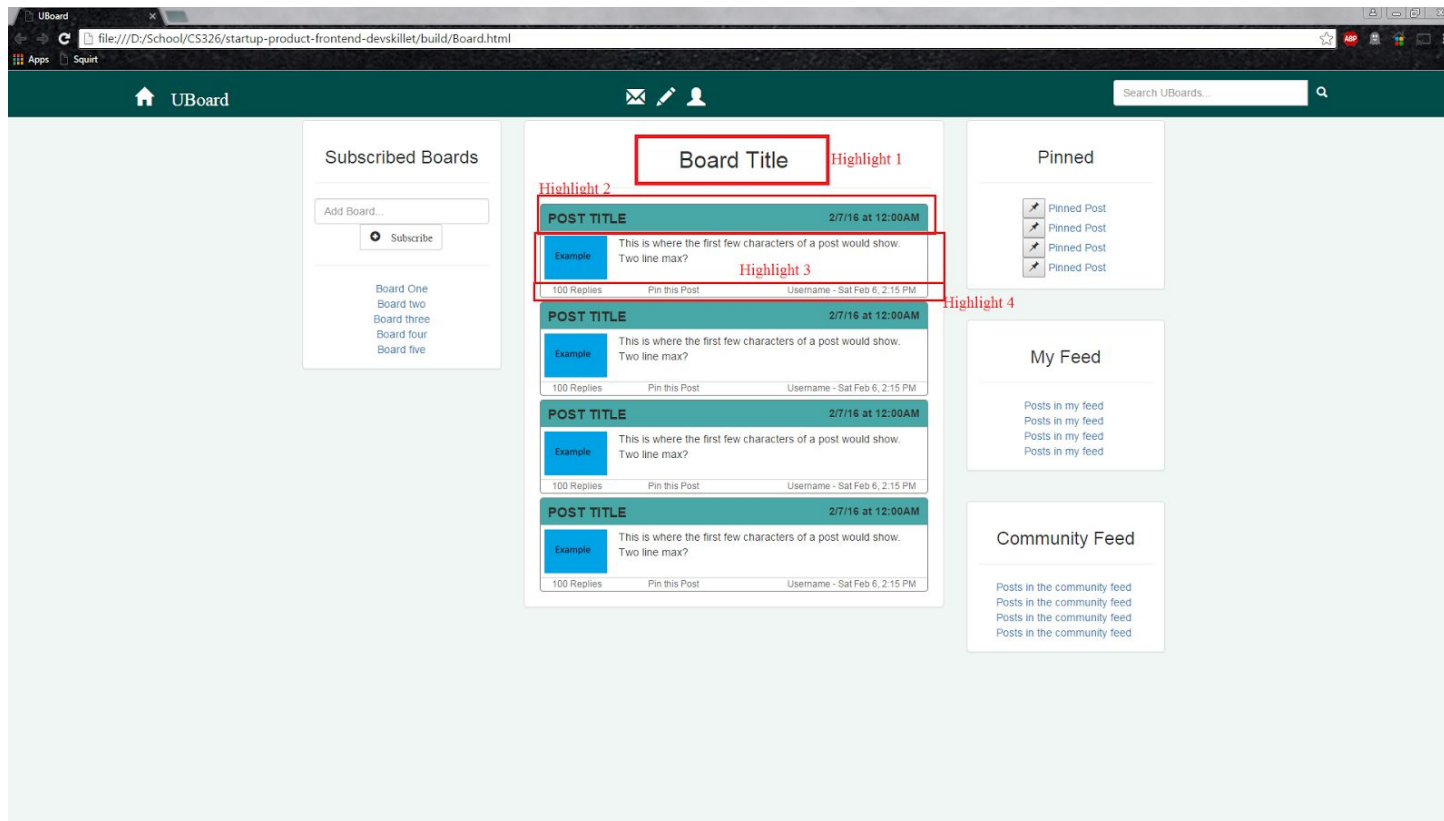 UBoard
file:///D:/School/CS326/startup-product-frontend-devskillet/build/Board.html
ABP
Apps Squirt
UBoard
Search UBoards...
Subscribed Boards
Add Board...
Subscribe
Board One
Board two
Board three
Board four
Board five
Board Title
Highlight 1
Highlight 2
POST TITLE 2/7/16 at 12:00AM
Example
This is where the first few characters of a post would show.
Two line max?
Highlight 3
100 Replies Pin this Post Username - Sat Feb 6, 2:15 PM
Highlight 4
POST TITLE 2/7/16 at 12:00AM
Example
This is where the first few characters of a post would show.
Two line max?
100 Replies Pin this Post Username - Sat Feb 6, 2:15 PM
POST TITLE 2/7/16 at 12:00AM
Example
This is where the first few characters of a post would show.
Two line max?
100 Replies Pin this Post Username - Sat Feb 6, 2:15 PM
POST TITLE 2/7/16 at 12:00AM
Example
This is where the first few characters of a post would show.
Two line max?
100 Replies Pin this Post Username - Sat Feb 6, 2:15 PM
Pinned
Pinned Post
Pinned Post
Pinned Post
Pinned Post
My Feed
Posts in my feed
Posts in my feed
Posts in my feed
Posts in my feed
Community Feed
Posts in the community feed
Posts in the community feed
Posts in the community feed
Posts in the community feed